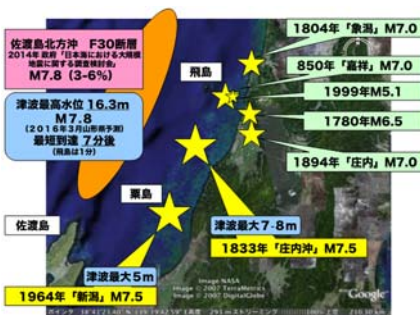 佐渡島北方沖 F30断層
2014年 政府「日本海における大規模
地震に関する調査検討会」
M7.8 (3-6%)
津波最高水位 16.3m
M7.8
(2016年3月山形県予測)
最短到達 7分後
(飛島は1分)
飛島
粟島
佐渡島
1804年「象潟」M7.0
850年「嘉祥」M7.0
1999年M5.1
1780年M6.5
1894年「庄内」M7.0
津波最大7-8m
1833年「庄内沖」M7.5
津波最大5m
1964年「新潟」M7.5
Image NASA
Image © 2007 TerraMetrics
Image © 2007 DigitalGlobe
Google